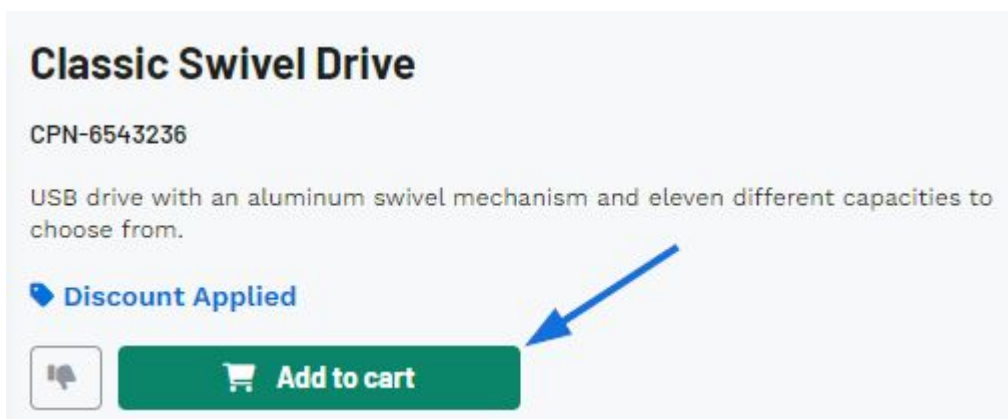 Classic Swivel Drive
CPN-6543236
USB drive with an aluminum swivel mechanism and eleven different capacities to
choose from.
Discount Applied
Add to cart